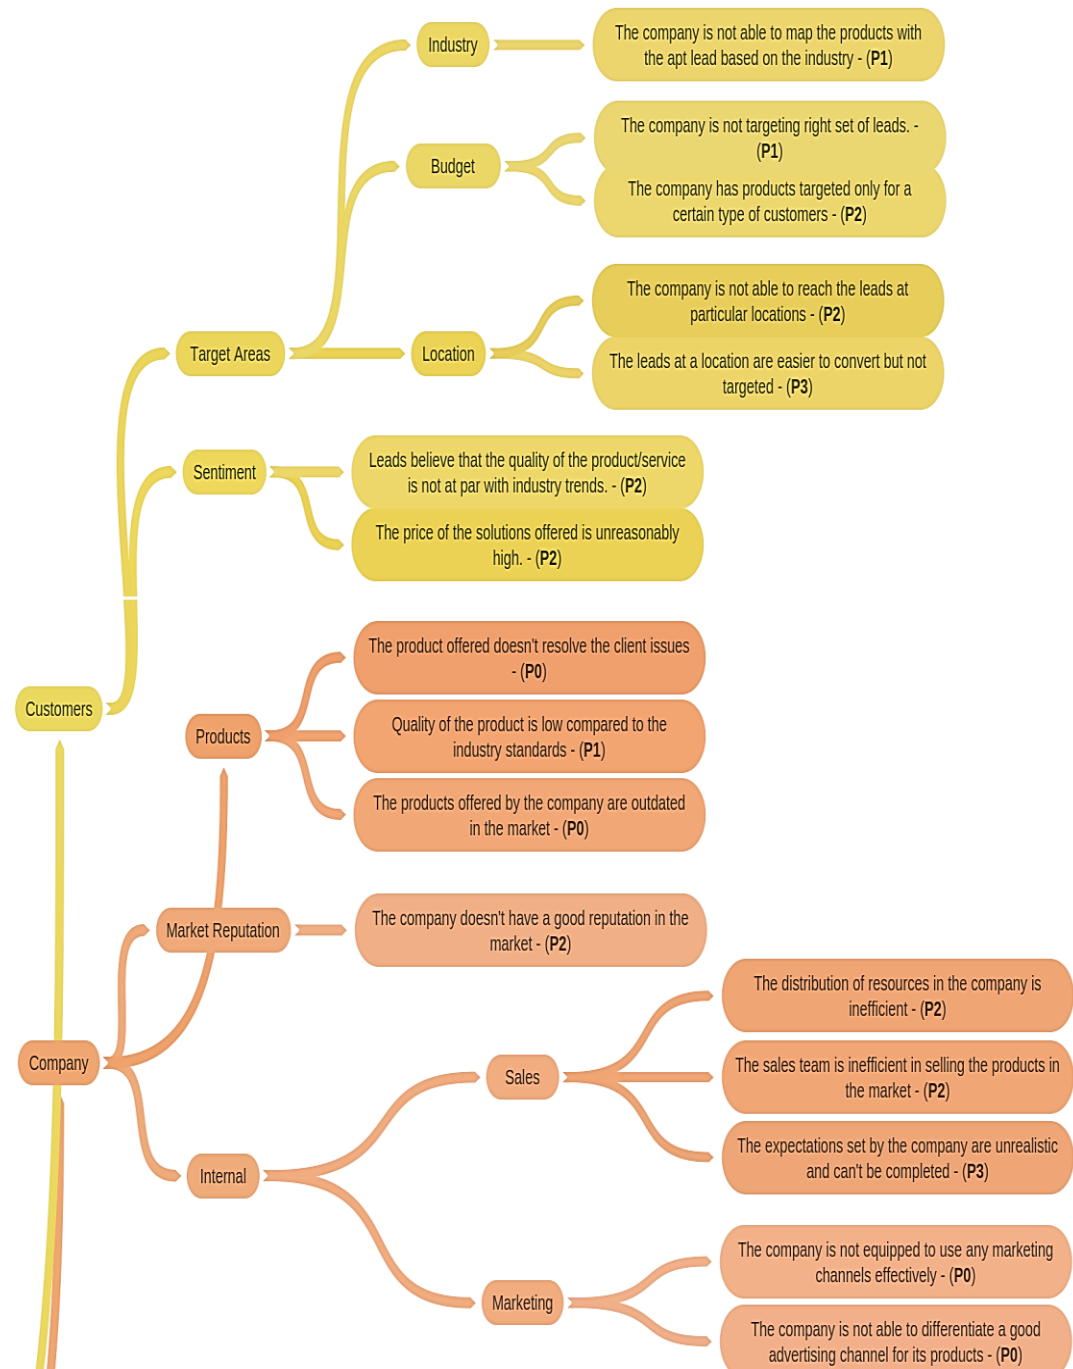 Industry
The company is not able to map the products with
the apt lead based on the industry - (P1)
Budget
The company is not targeting right set of leads. -
(P1)
The company has products targeted only for a
certain type of customers - (P2)
Target Areas
Location
The company is not able to reach the leads at
particular locations - (P2)
The leads at a location are easier to convert but not
targeted - (P3)
Sentiment
Leads believe that the quality of the product/service
is not at par with industry trends. - (P2)
The price of the solutions offered is unreasonably
high. - (P2)
Customers
Products
The product offered doesn't resolve the client issues
- (P0)
Quality of the product is low compared to the
industry standards - (P1)
The products offered by the company are outdated
in the market - (P0)
Market Reputation
The company doesn't have a good reputation in the
market - (P2)
Company
Internal
Sales
The distribution of resources in the company is
inefficient - (P2)
The sales team is inefficient in selling the products in
the market - (P2)
The expectations set by the company are unrealistic
and can't be completed - (P3)
Marketing
The company is not equipped to use any marketing
channels effectively - (P0)
The company is not able to differentiate a good
advertising channel for its products - (P0)